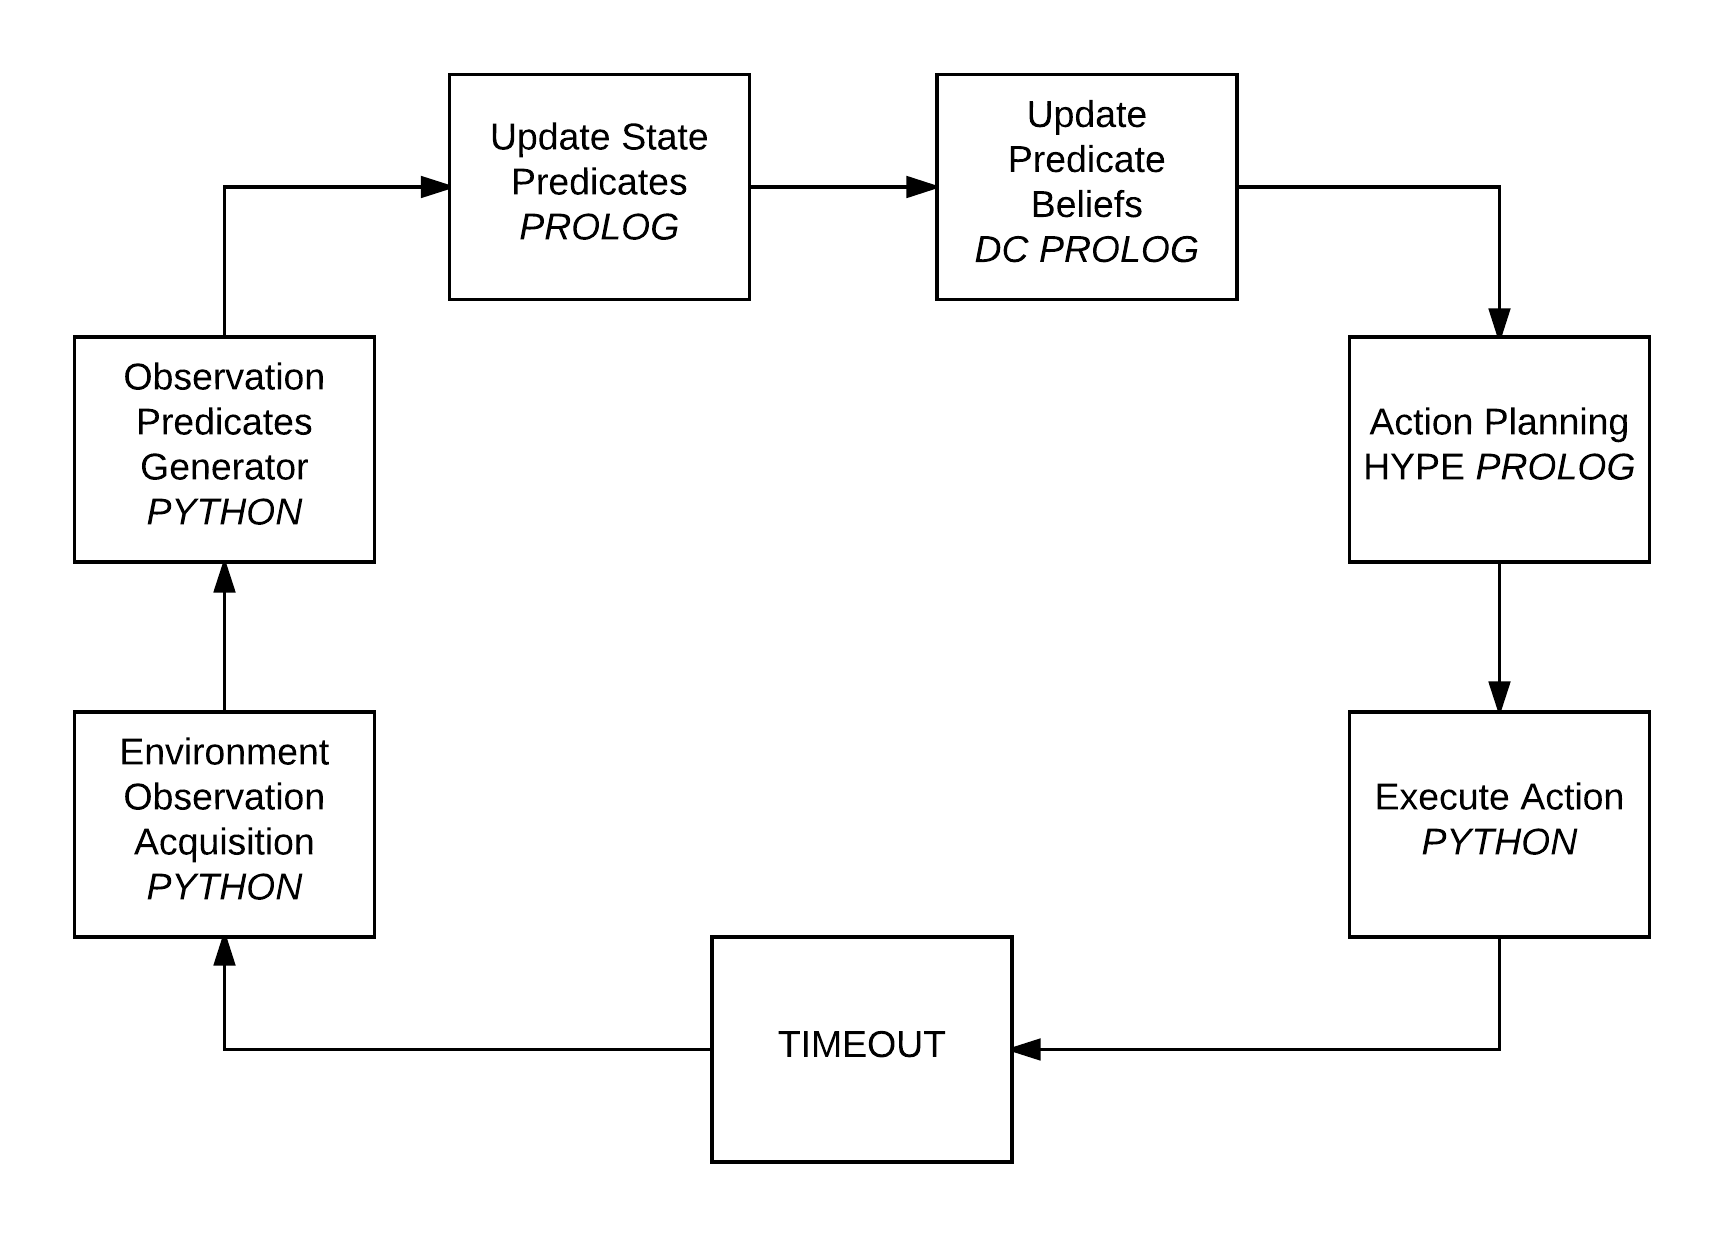 Update State
Predicates
PROLOG
Update
Predicate
Beliefs
DC PROLOG
Observation
Predicates
Generator
PYTHON
Action Planning
HYPE PROLOG
Environment
Observation
Acquisition
PYTHON
Execute Action
PYTHON
TIMEOUT